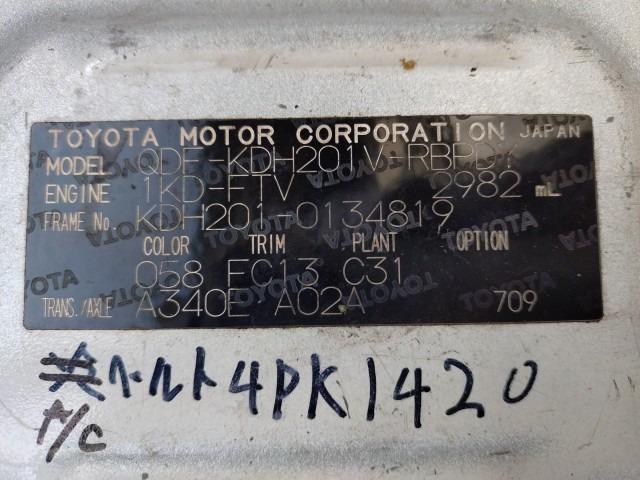 TOYOTA MOTOR CORPORATION JAPAN
MODEL QDF-KDH201V-RBPDY
ENGINE 1KD-FTV 2982 mL
FRAME No. KDH201-0134819
COLOR TRIM PLANT OPTION
058 FC13 C31
TRANS./AXLE A340E A02A 709
ベルト 4PK1420
A/C